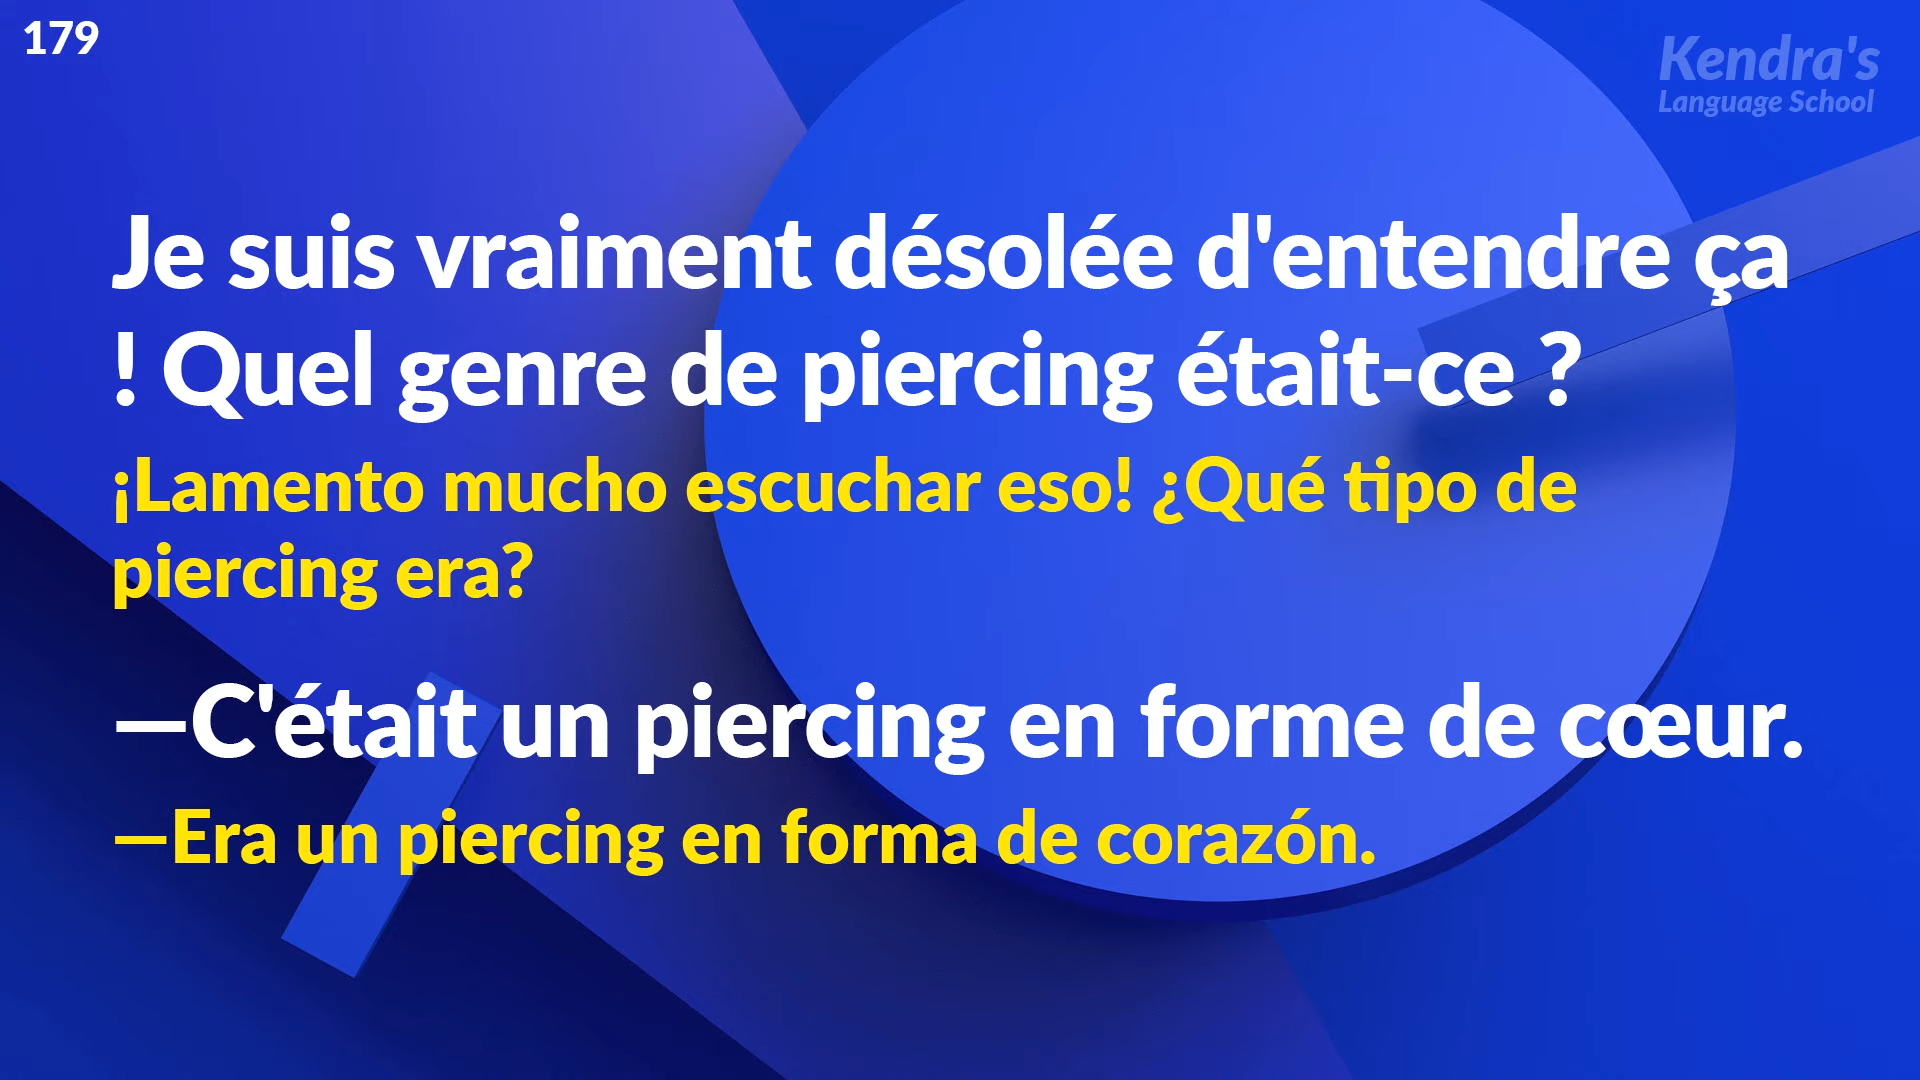 179
Kendra's
Language School
Je suis vraiment désolée d'entendre ça
! Quel genre de piercing était-ce ?
¡Lamento mucho escuchar eso! ¿Qué tipo de
piercing era?
—C'était un piercing en forme de cœur.
—Era un piercing en forma de corazón.